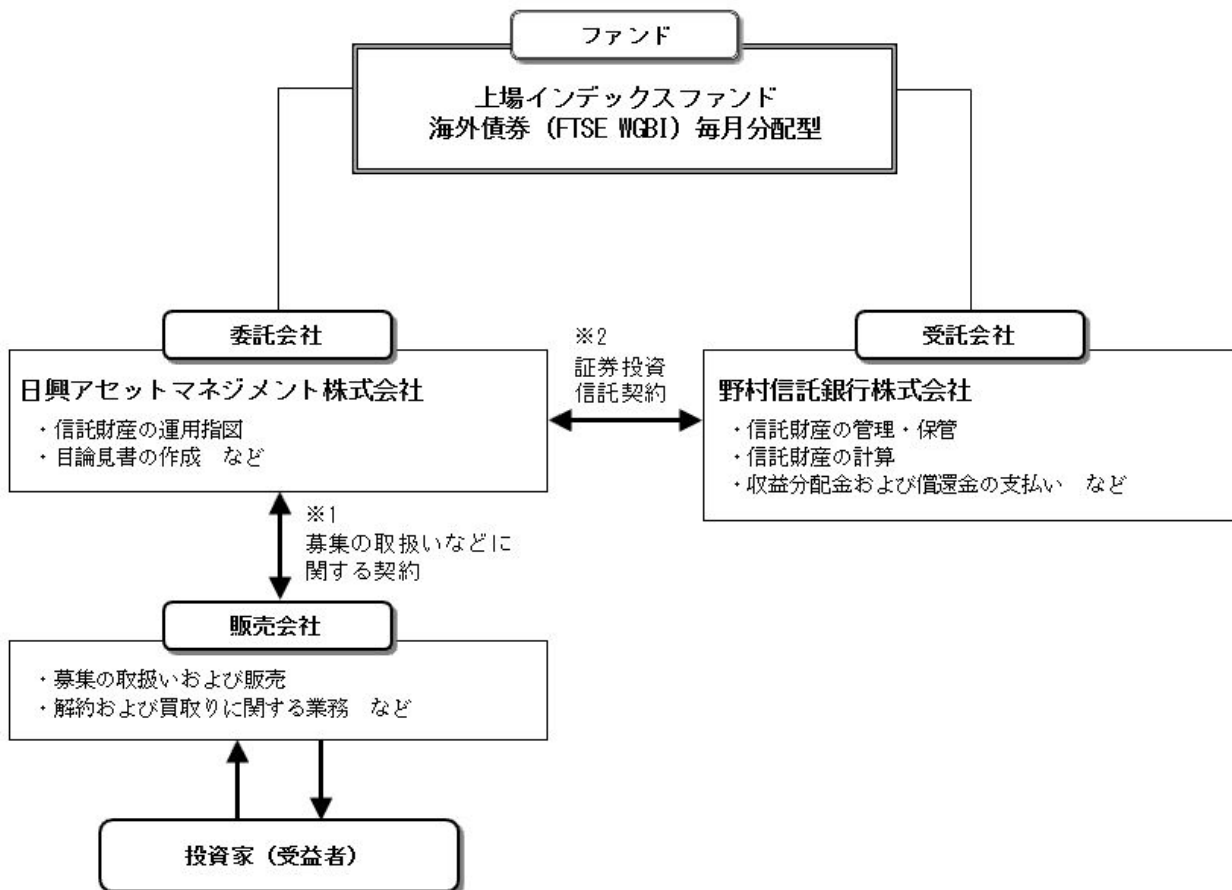 ファンド
上場インデックスファンド
海外債券（FTSE WGBI）毎月分配型
委託会社
日興アセットマネジメント株式会社
・信託財産の運用指図
・目論見書の作成　など
※2
証券投資
信託契約
受託会社
野村信託銀行株式会社
・信託財産の管理・保管
・信託財産の計算
・収益分配金および償還金の支払い　など
※1
募集の取扱いなどに
関する契約
販売会社
・募集の取扱いおよび販売
・解約および買取りに関する業務　など
投資家（受益者）